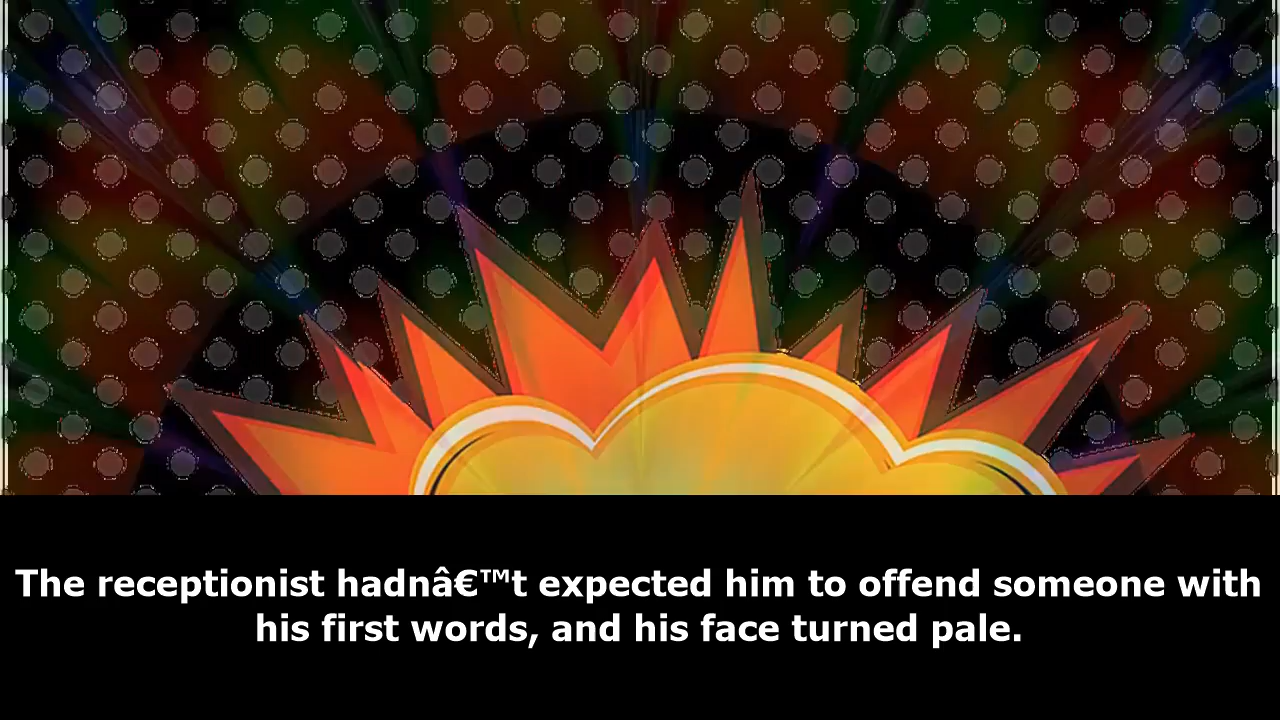 The receptionist hadnâ€™t expected him to offend someone with
his first words, and his face turned pale.